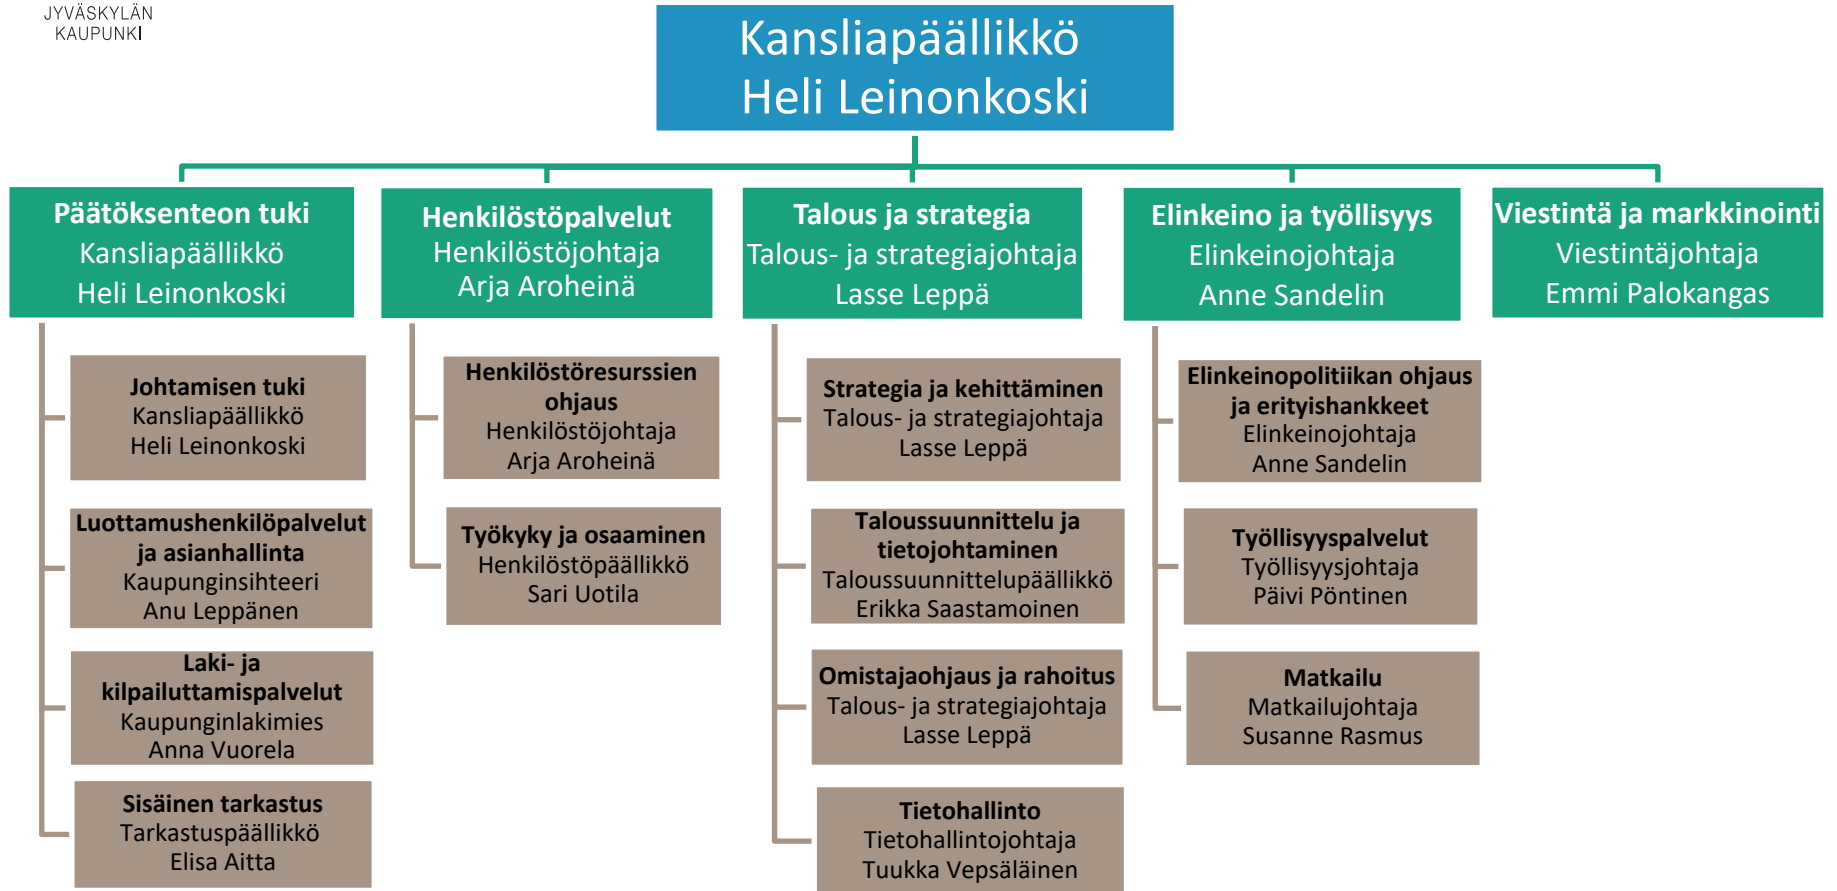 JYVÄSKYLÄN
KAUPUNKI
Kansliapäällikkö
Heli Leinonkoski
Päätöksenteon tuki
Kansliapäällikkö
Heli Leinonkoski
Johtamisen tuki
Kansliapäällikkö
Heli Leinonkoski
Luottamushenkilöpalvelut
ja asianhallinta
Kaupunginsihteeri
Anu Leppänen
Laki- ja
kilpailuttamispalvelut
Kaupunginlakimies
Anna Vuorela
Sisäinen tarkastus
Tarkastuspäällikkö
Elisa Aitta
Henkilöstöpalvelut
Henkilöstöjohtaja
Arja Aroheinä
Henkilöstöresurssien
ohjaus
Henkilöstöjohtaja
Arja Aroheinä
Työkyky ja osaaminen
Henkilöstöpäällikkö
Sari Uotila
Talous ja strategia
Talous- ja strategiajohtaja
Lasse Leppä
Strategia ja kehittäminen
Talous- ja strategiajohtaja
Lasse Leppä
Taloussuunnittelu ja
tietojohtaminen
Taloussuunnittelupäällikkö
Erikka Saastamoinen
Omistajaohjaus ja rahoitus
Talous- ja strategiajohtaja
Lasse Leppä
Tietohallinto
Tietohallintojohtaja
Tuukka Vepsäläinen
Elinkeino ja työllisyys
Elinkeinojohtaja
Anne Sandelin
Elinkeinopolitiikan ohjaus
ja erityishankkeet
Elinkeinojohtaja
Anne Sandelin
Työllisyyspalvelut
Työllisyysjohtaja
Päivi Pöntinen
Matkailu
Matkailujohtaja
Susanne Rasmus
Viestintä ja markkinointi
Viestintäjohtaja
Emmi Palokangas